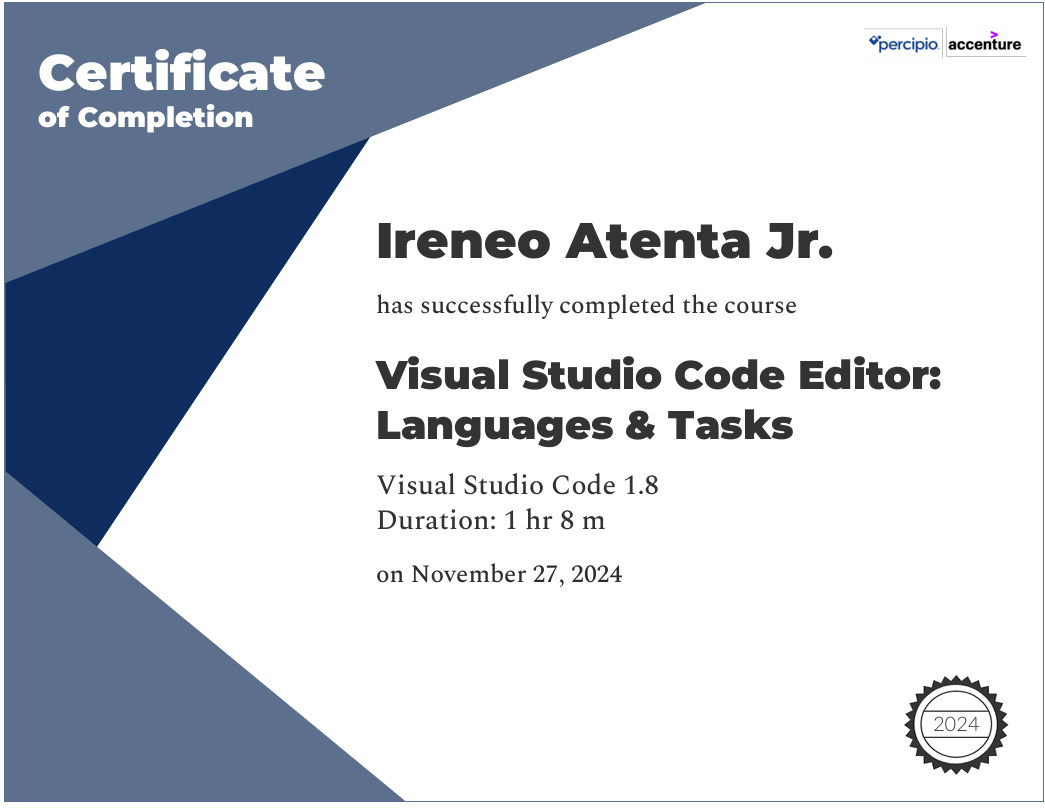 Certificate
of Completion
percipio.
accenture
Ireneo Atenta Jr.
has successfully completed the course
Visual Studio Code Editor:
Languages & Tasks
Visual Studio Code 1.8
Duration: 1 hr 8 m
on November 27, 2024
2024